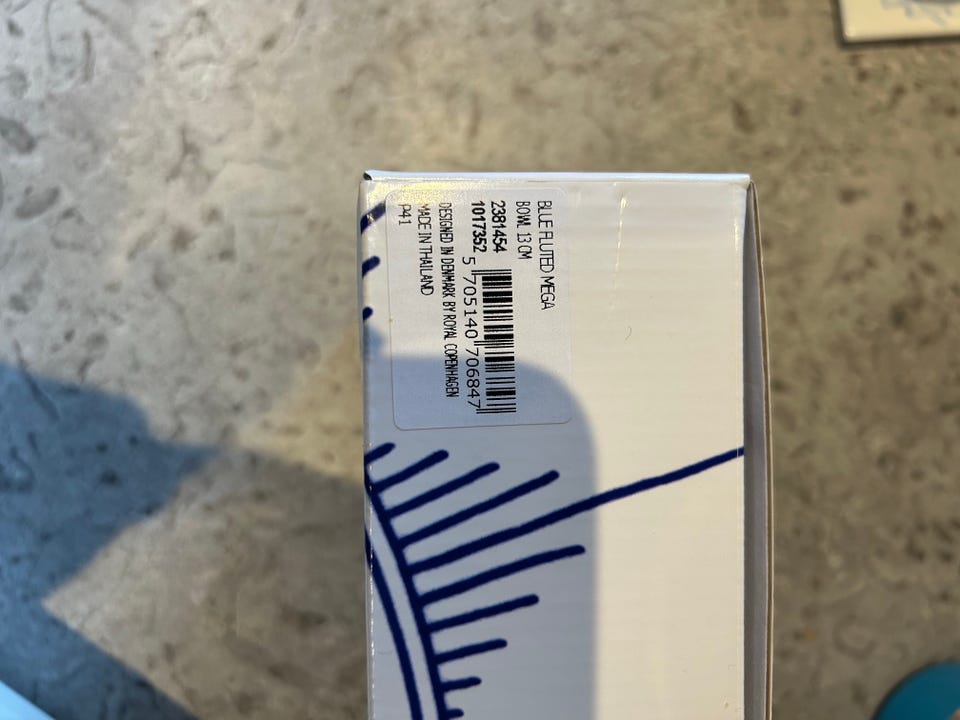 BLUE FLUTED MEGA
BOWL 13 CM
2381454
1017352
5 705140 706847
DESIGNED IN DENMARK BY ROYAL COPENHAGEN
MADE IN THAILAND
P41